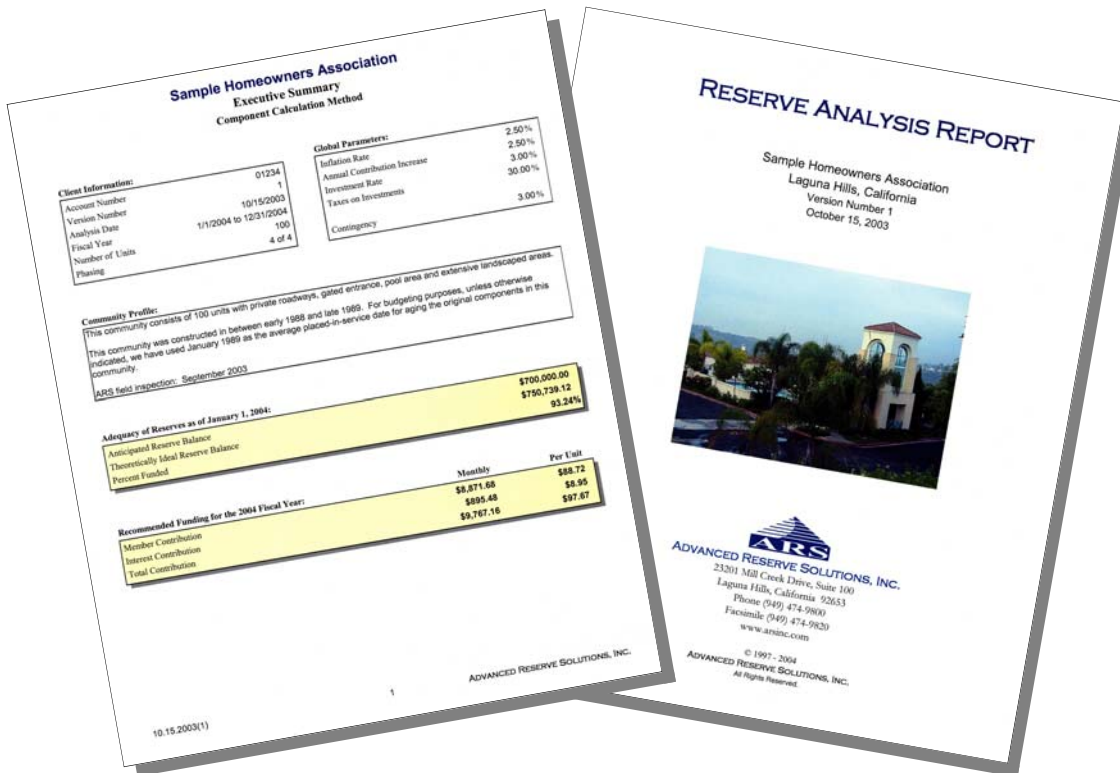 Sample Homeowners Association
Executive Summary
Component Calculation Method
Client Information:
Account Number 01234
Version Number 1
Analysis Date 10/15/2003
Fiscal Year 1/1/2004 to 12/31/2004
Number of Units 100
Phasing 4 of 4
Global Parameters:
Inflation Rate 2.50%
Annual Contribution Increase 2.50%
Investment Rate 3.00%
Taxes on Investments 30.00%
Contingency 3.00%
Community Profile:
This community consists of 100 units with private roadways, gated entrance, pool area and extensive landscaped areas.
This community was constructed in between early 1988 and late 1989. For budgeting purposes, unless otherwise
indicated, we have used January 1989 as the average placed-in-service date for aging the original components in this
community.
ARS field inspection: September 2003
Adequacy of Reserves as of January 1, 2004:
Anticipated Reserve Balance $700,000.00
Theoretically Ideal Reserve Balance $750,739.12
Percent Funded 93.24%
Recommended Funding for the 2004 Fiscal Year: Monthly Per Unit
Member Contribution $8,871.68 $88.72
Interest Contribution $895.48 $8.95
Total Contribution $9,767.16 $97.67
ADVANCED RESERVE SOLUTIONS, INC.
1
10.15.2003(1)
RESERVE ANALYSIS REPORT
Sample Homeowners Association
Laguna Hills, California
Version Number 1
October 15, 2003
ARS
ADVANCED RESERVE SOLUTIONS, INC.
23201 Mill Creek Drive, Suite 100
Laguna Hills, California 92653
Phone (949) 474-9800
Facsimile (949) 474-9820
www.arsinc.com
© 1997 - 2004
ADVANCED RESERVE SOLUTIONS, INC.
All Rights Reserved.